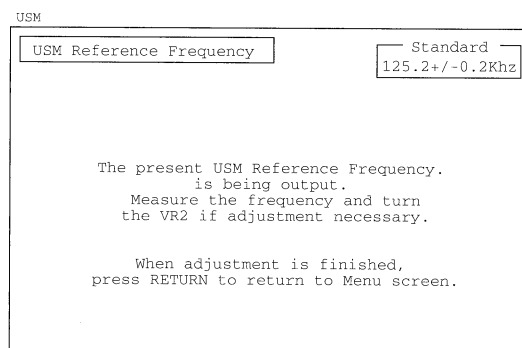 USM
USM Reference Frequency
Standard
125.2+/-0.2Khz
The present USM Reference Frequency.
is being output.
Measure the frequency and turn
the VR2 if adjustment necessary.
When adjustment is finished,
press RETURN to return to Menu screen.